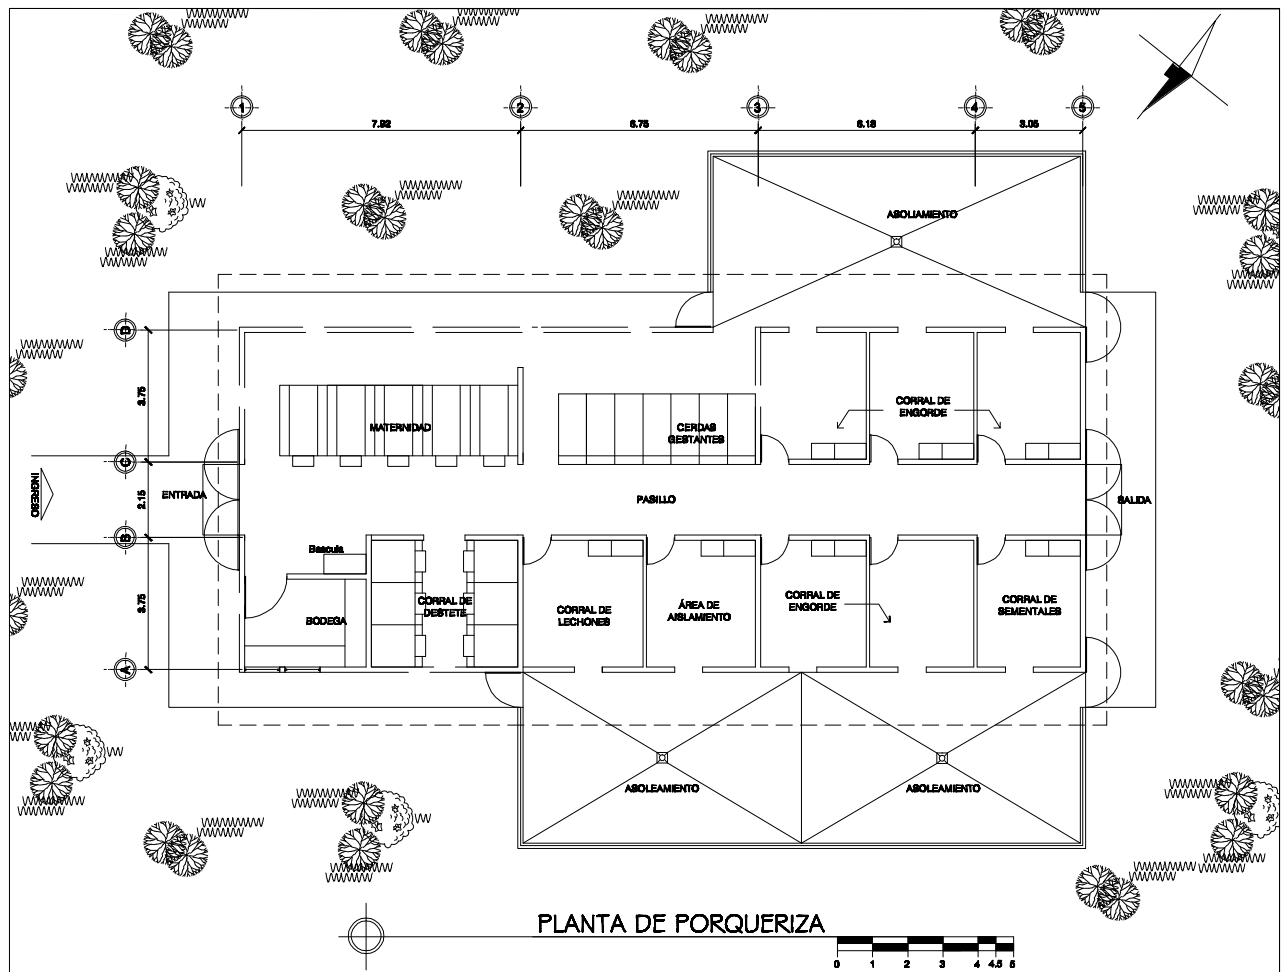 1
2
3
4
5
7.92
6.75
6.18
3.05
ASOLIAMIENTO
D
3.75
CORRAL DE
ENGORDE
MATERNIDAD
CERDAS
GESTANTES
C
INGRESO
ENTRADA
2.15
PASILLO
SALIDA
B
Bascula
3.75
CORRAL DE
DESTETE
BODEGA
CORRAL DE
LECHONES
ÁREA DE
AISLAMIENTO
CORRAL DE
ENGORDE
CORRAL DE
SEMENTALES
A
ASOLEAMIENTO
ASOLEAMIENTO
PLANTA DE PORQUERIZA
0 1 2 3 4 4.5 5